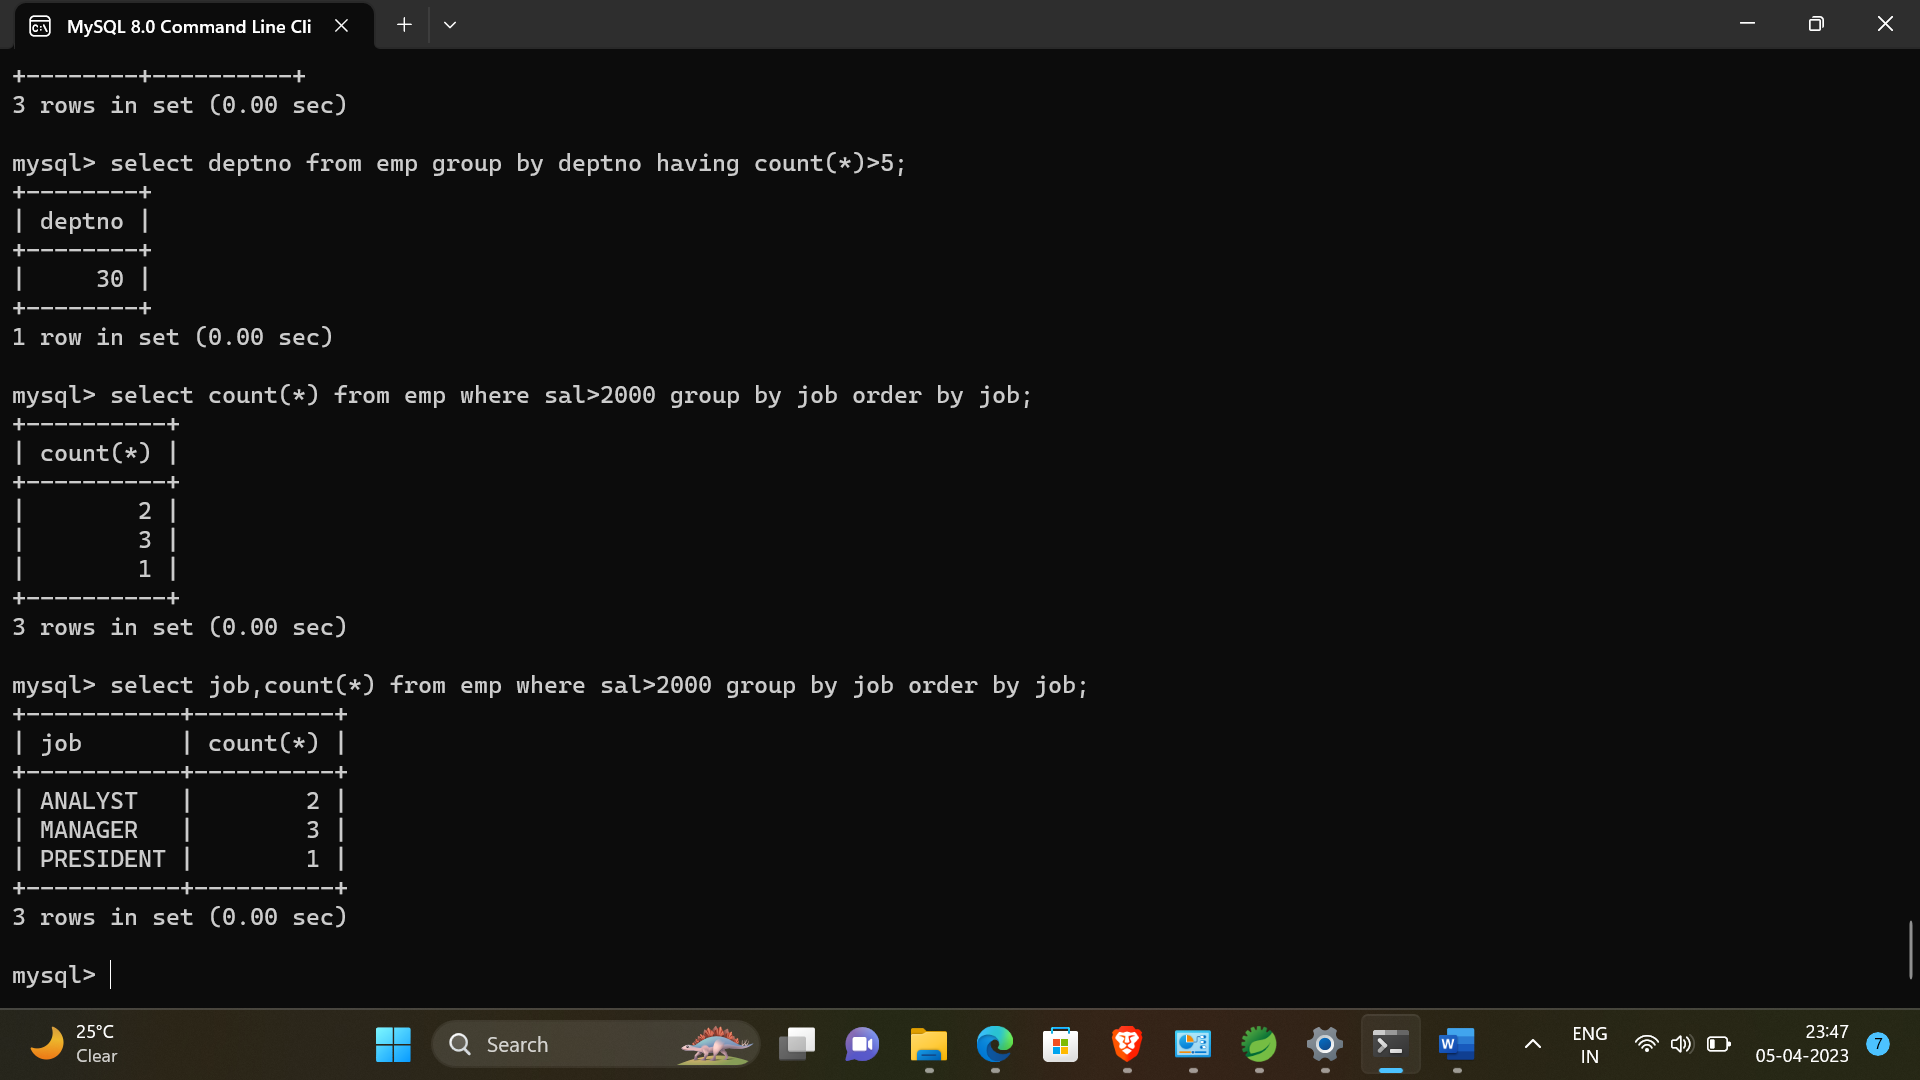 MySQL 8.0 Command Line Cli
+--------+----------+
3 rows in set (0.00 sec)
mysql> select deptno from emp group by deptno having count(*)>5;
+--------+
| deptno |
+--------+
|     30 |
+--------+
1 row in set (0.00 sec)
mysql> select count(*) from emp where sal>2000 group by job order by job;
+----------+
| count(*) |
+----------+
|        2 |
|        3 |
|        1 |
+----------+
3 rows in set (0.00 sec)
mysql> select job,count(*) from emp where sal>2000 group by job order by job;
+-----------+----------+
| job       | count(*) |
+-----------+----------+
| ANALYST   |        2 |
| MANAGER   |        3 |
| PRESIDENT |        1 |
+-----------+----------+
3 rows in set (0.00 sec)
mysql>
25°C
Clear
Search
ENG
IN
23:47
05-04-2023
7